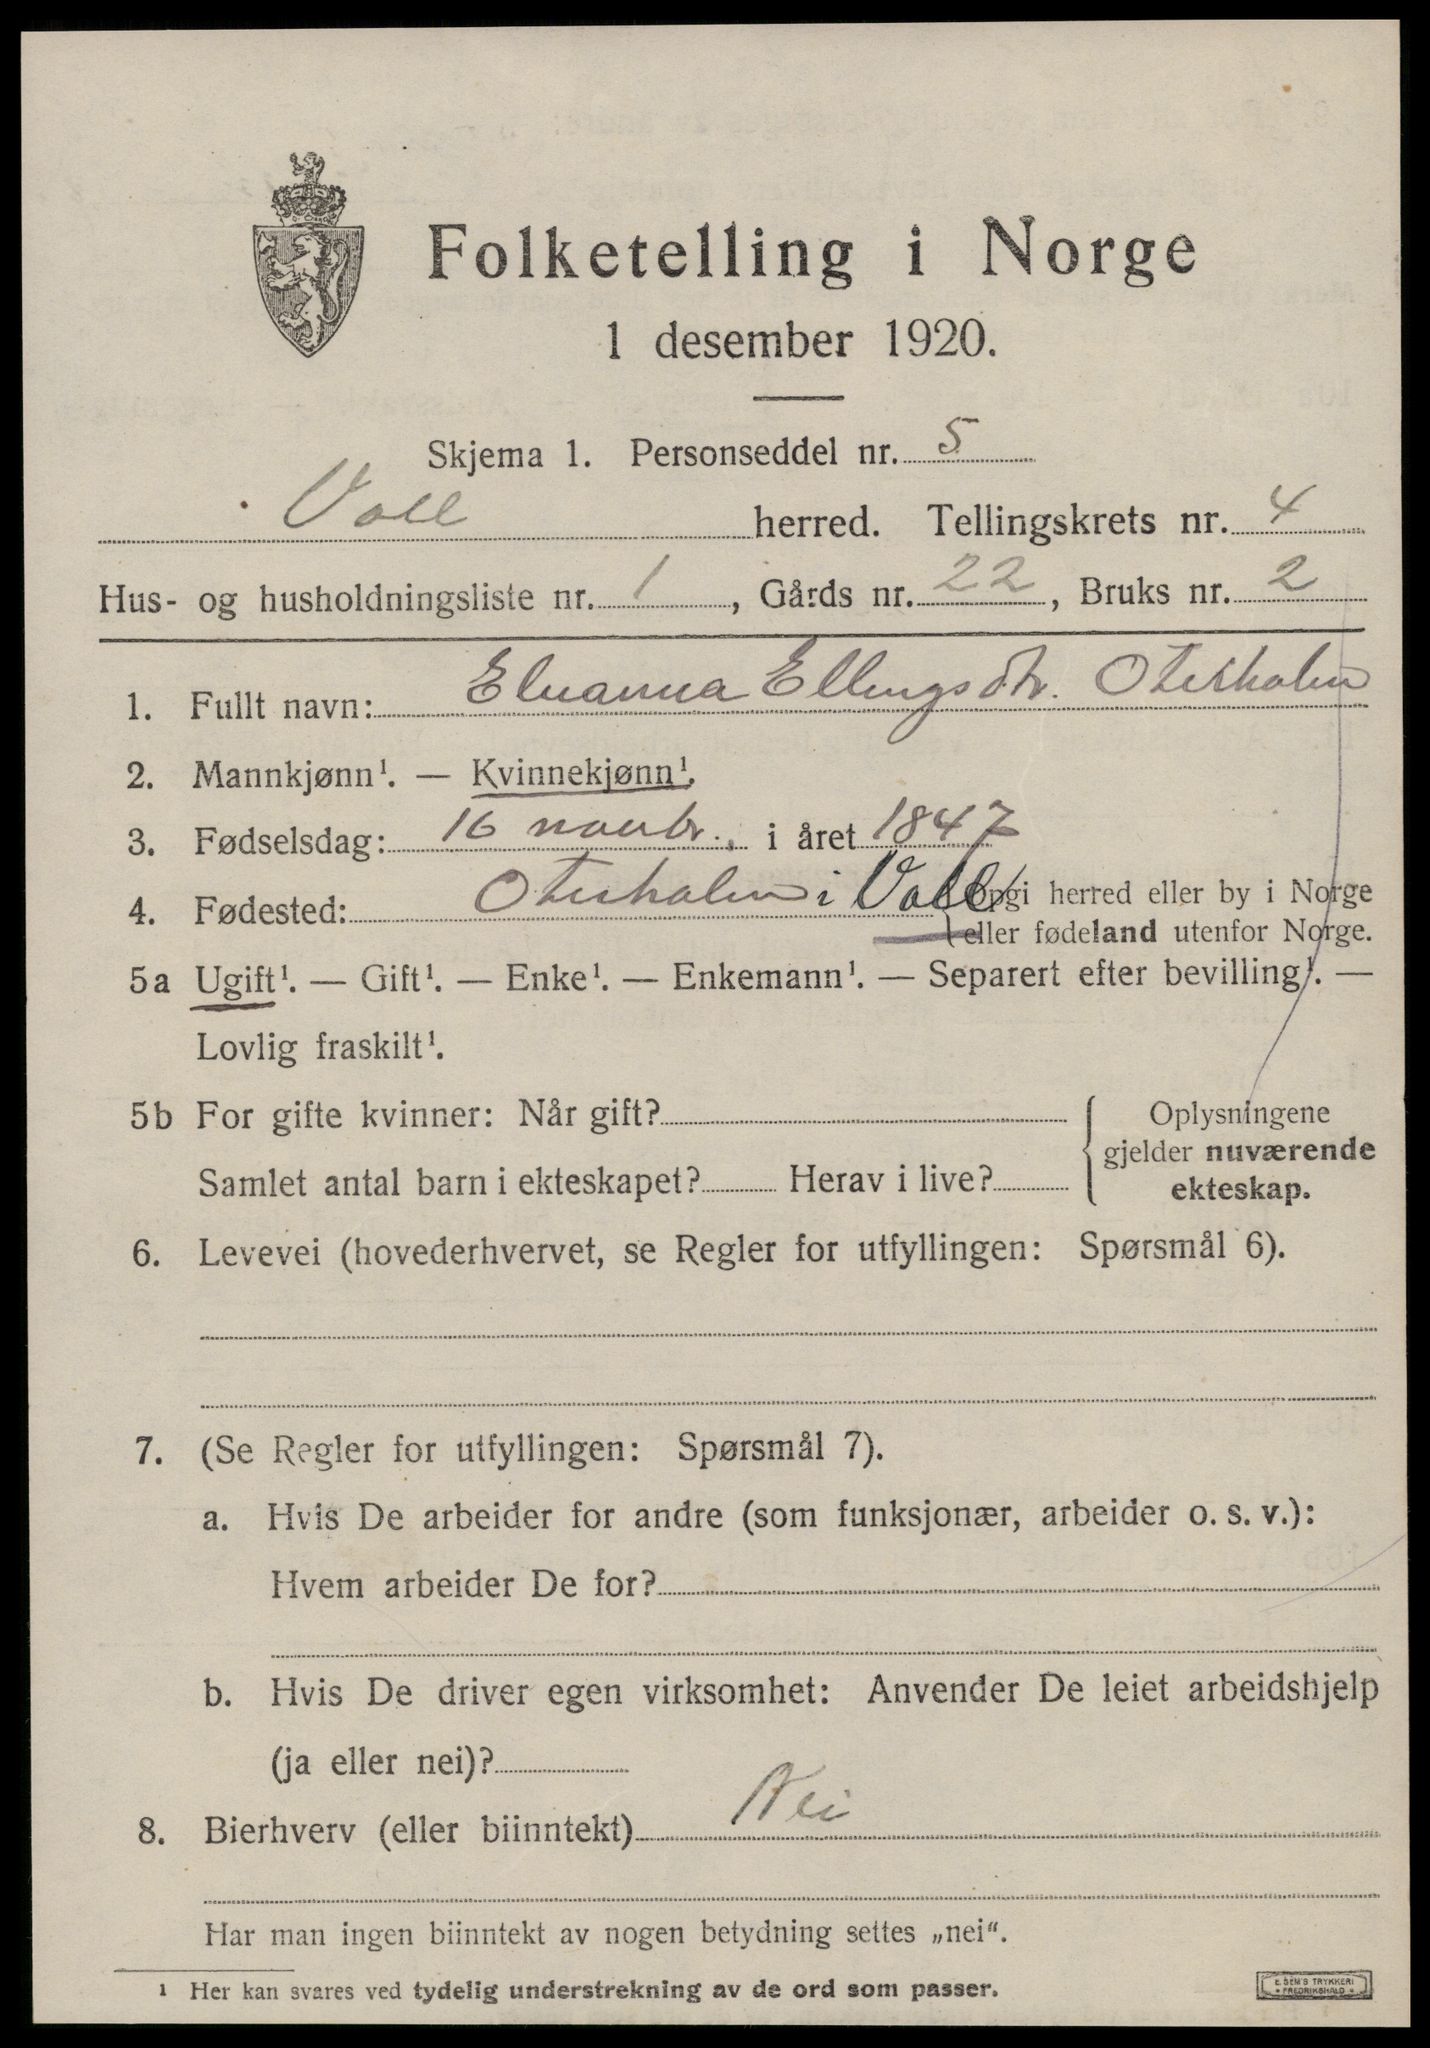 Folketelling i Norge
1 desember 1920.
Skjema 1. Personseddel nr. 5
Voll herred. Tellingskrets nr. 4
Hus- og husholdningsliste nr. 1, Gårds nr. 22, Bruks nr. 2
1. Fullt navn: Elianna Ellingsdtr. Oterholm
2. Mannkjønn¹. — Kvinnekjønn¹.
3. Fødselsdag: 16 novbr., i året 1847
4. Fødested: Oterholm i Voll {Opgi herred eller by i Norge
eller fødeland utenfor Norge.
5a Ugift¹. — Gift¹. — Enke¹. — Enkemann¹. — Separert efter bevilling¹. —
Lovlig fraskilt¹.
5b For gifte kvinner: Når gift? { Oplysningene
gjelder nuværende
Samlet antal barn i ekteskapet? Herav i live? ekteskap.
6. Levevei (hovederhvervet, se Regler for utfyllingen: Spørsmål 6).
7. (Se Regler for utfyllingen: Spørsmål 7).
a. Hvis De arbeider for andre (som funksjonær, arbeider o. s. v.):
Hvem arbeider De for?
b. Hvis De driver egen virksomhet: Anvender De leiet arbeidshjelp
(ja eller nei)?
8. Bierhverv (eller biinntekt) Nei
Har man ingen biinntekt av nogen betydning settes „nei“.
¹ Her kan svares ved tydelig understrekning av de ord som passer.
E. SEM'S TRYKKERI
FREDRIKSHALD